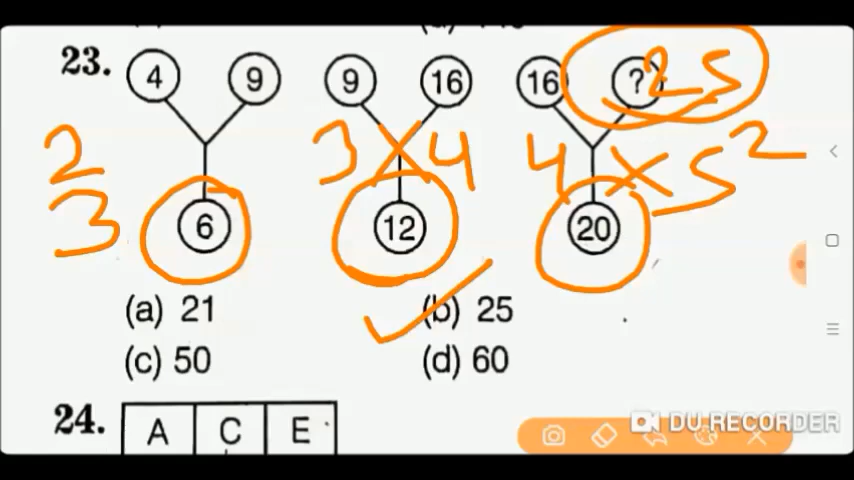 23. 4 9 9 16 16 ? 25
2 3 × 4 4 × 5²
3 6 12 20
(a) 21 (b) 25
(c) 50 (d) 60
24. A C E
DU RECORDER